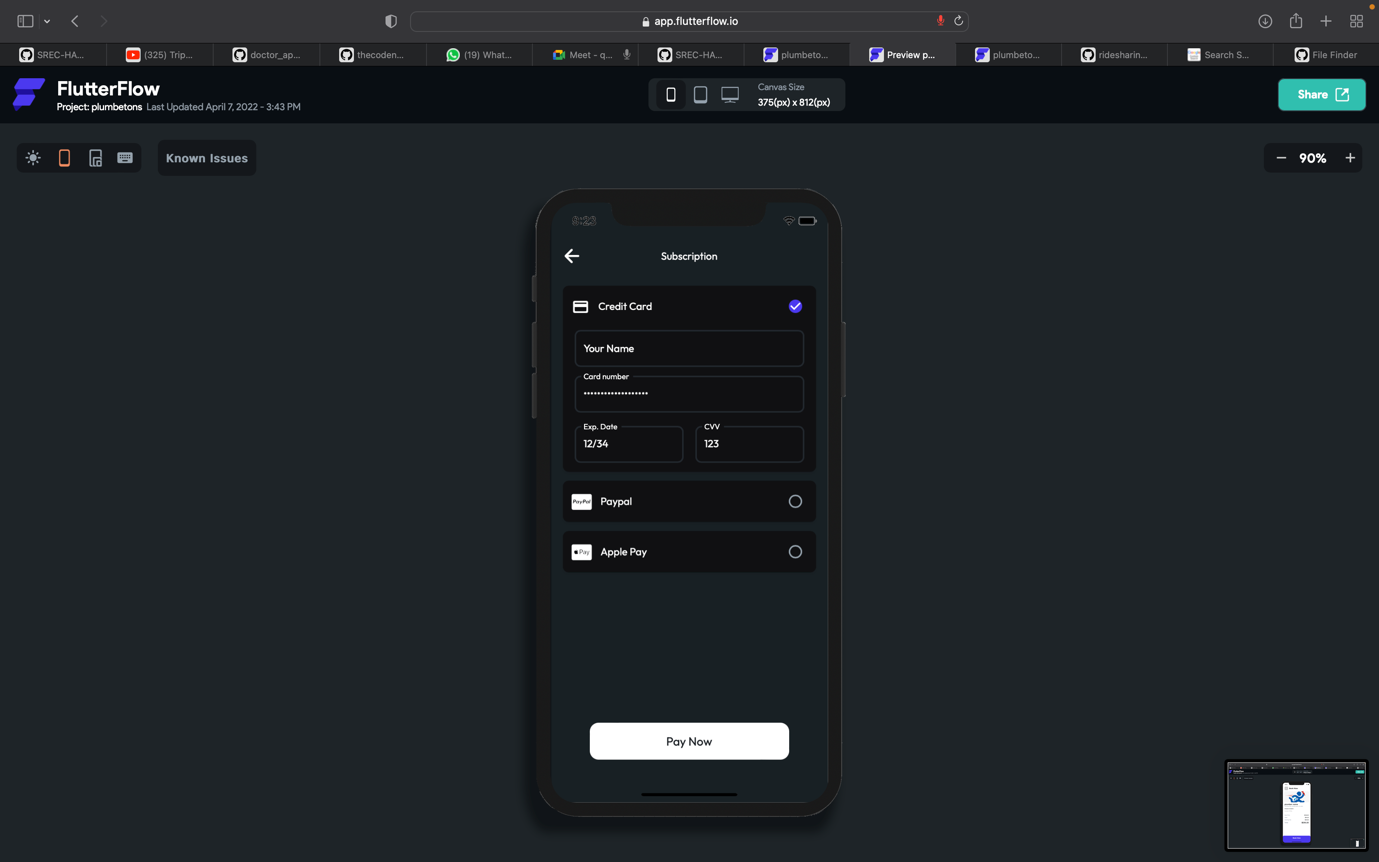 app.flutterflow.io
SREC-HA...
(325) Trip...
doctor_ap...
thecoden...
(19) What...
Meet - q...
SREC-HA...
plumbeto...
Preview p...
plumbeto...
ridesharin...
Search S...
File Finder
FlutterFlow
Project: plumbetons Last Updated April 7, 2022 - 3:43 PM
Canvas Size
375(px) x 812(px)
Share
Known Issues
90%
Subscription
Credit Card
Your Name
Card number
•••••••••••••••••••
Exp. Date
12/34
CVV
123
PayPal
Paypal
Pay
Apple Pay
Pay Now